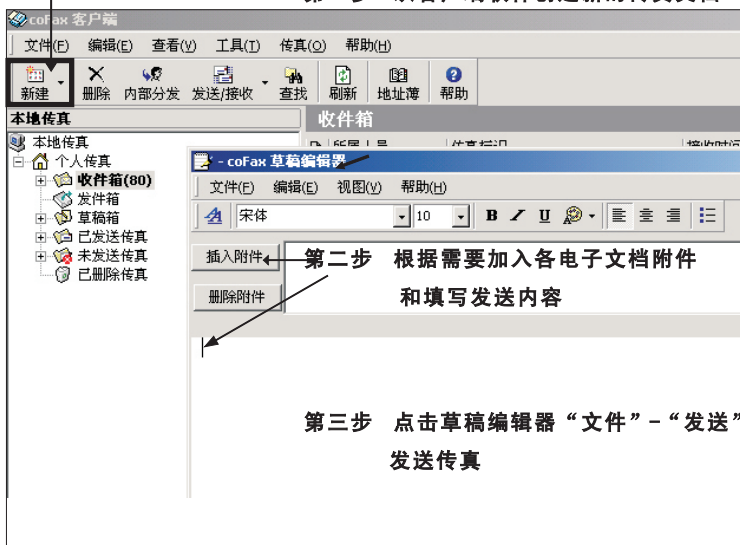 coFax 客户端
文件(F) 编辑(E) 查看(V) 工具(T) 传真(O) 帮助(H)
新建 删除 内部分发 发送/接收 查找 刷新 地址薄 帮助
本地传真
收件箱
本地传真
个人传真
收件箱(80)
发件箱
草稿箱
已发送传真
未发送传真
已删除传真
- coFax 草稿编辑器
文件(F) 编辑(E) 视图(V) 帮助(H)
宋体 10 B I U
插入附件
第二步 根据需要加入各电子文档附件
删除附件
和填写发送内容
第三步 点击草稿编辑器“文件”-“发送”
发送传真